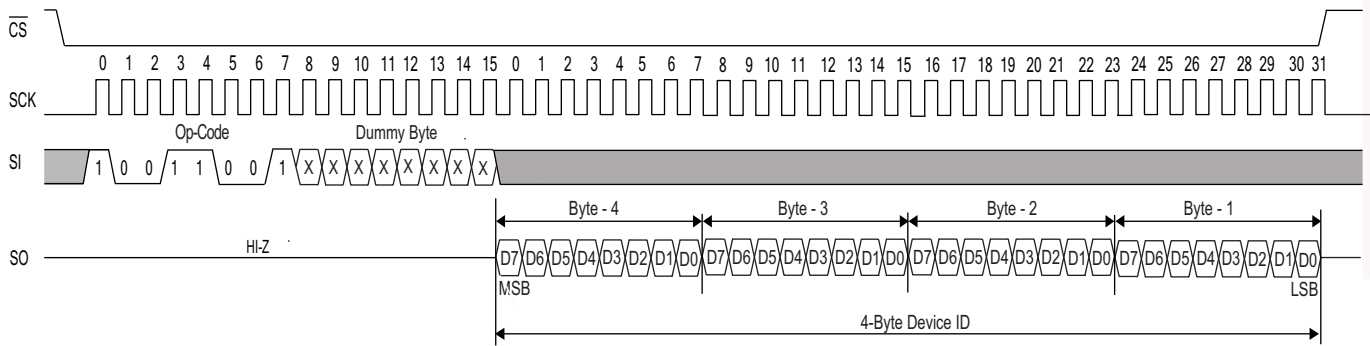 CS
0 1 2 3 4 5 6 7 8 9 10 11 12 13 14 15 0 1 2 3 4 5 6 7 8 9 10 11 12 13 14 15 16 17 18 19 20 21 22 23 24 25 26 27 28 29 30 31
SCK
Op-Code Dummy Byte
SI 1 0 0 1 1 0 0 1 X X X X X X X X
Byte - 4 Byte - 3 Byte - 2 Byte - 1
SO HI-Z D7 D6 D5 D4 D3 D2 D1 D0 D7 D6 D5 D4 D3 D2 D1 D0 D7 D6 D5 D4 D3 D2 D1 D0 D7 D6 D5 D4 D3 D2 D1 D0
MSB LSB
4-Byte Device ID